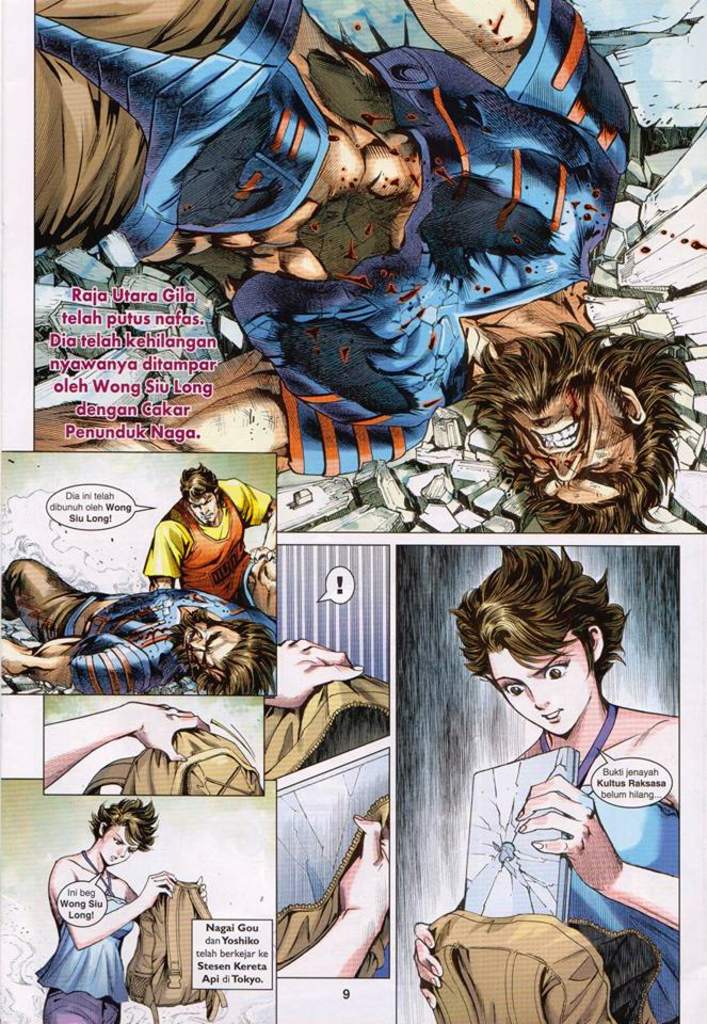 Raja Utara Gila
telah putus nafas.
Dia telah kehilangan
nyawanya ditampar
oleh Wong Siu Long
dengan Cakar
Penunduk Naga.
Dia ini telah
dibunuh oleh Wong
Siu Long!
!
Bukti jenayah
Kultus Raksasa
belum hilang...
Ini beg
Wong Siu
Long!
Nagai Gou
dan Yoshiko
telah berkejar ke
Stesen Kereta
Api di Tokyo.
9